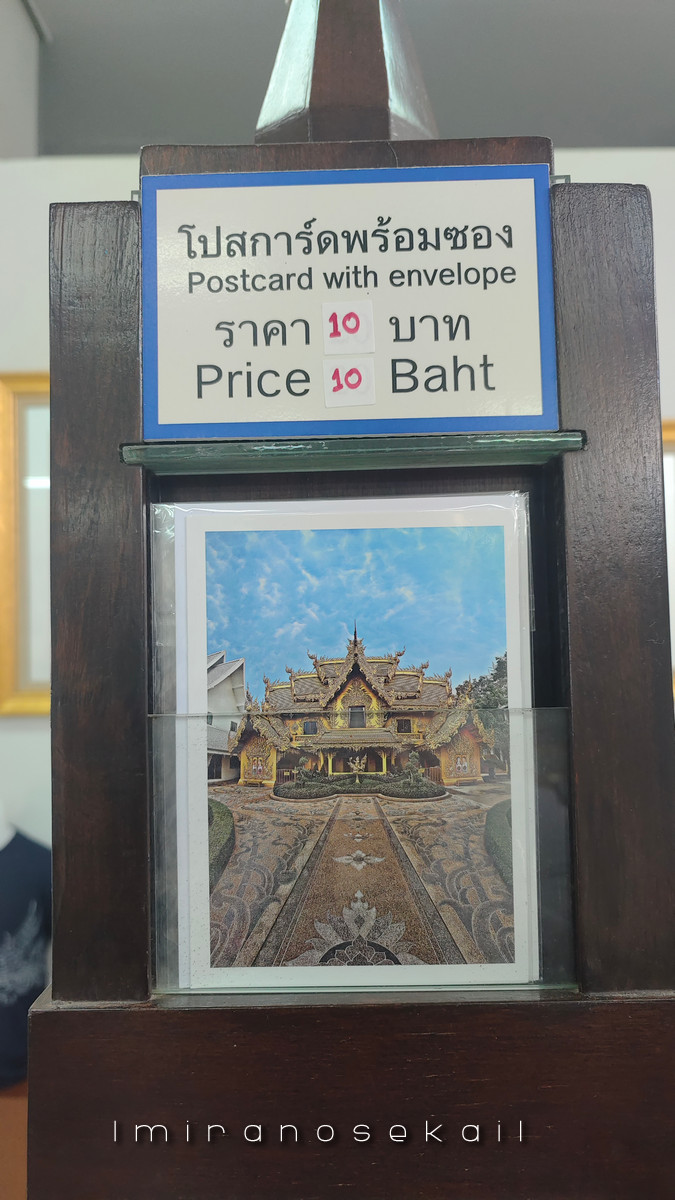 โปสการ์ดพร้อมซอง
Postcard with envelope
ราคา 10 บาท
Price 10 Baht
Imiranosekail